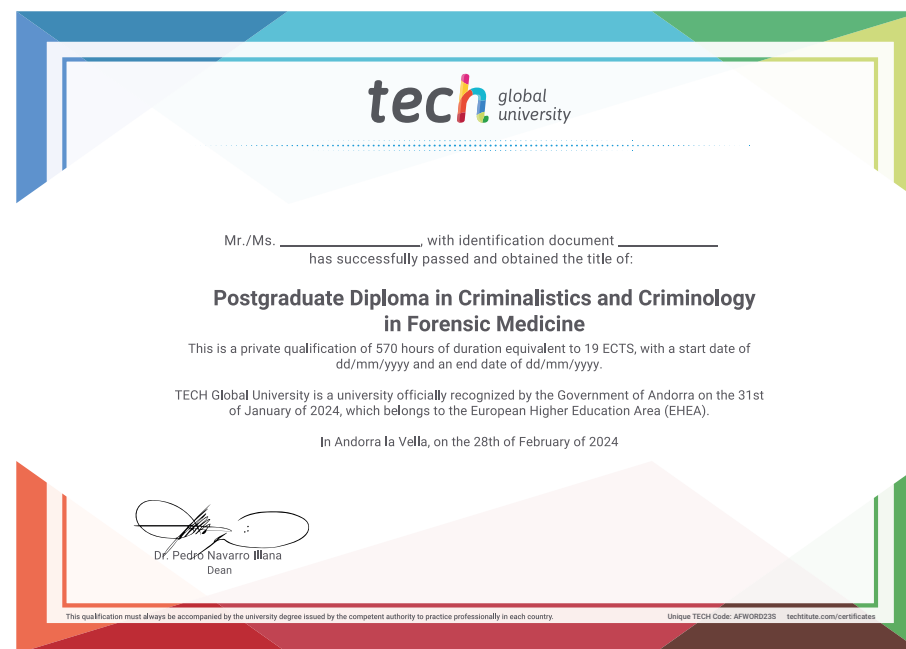 tech global university
Mr./Ms. , with identification document
has successfully passed and obtained the title of:
Postgraduate Diploma in Criminalistics and Criminology
in Forensic Medicine
This is a private qualification of 570 hours of duration equivalent to 19 ECTS, with a start date of
dd/mm/yyyy and an end date of dd/mm/yyyy.
TECH Global University is a university officially recognized by the Government of Andorra on the 31st
of January of 2024, which belongs to the European Higher Education Area (EHEA).
In Andorra la Vella, on the 28th of February of 2024
Dr. Pedro Navarro Illana
Dean
This qualification must always be accompanied by the university degree issued by the competent authority to practice professionally in each country. Unique TECH Code: AFWORD23S techtitute.com/certificates